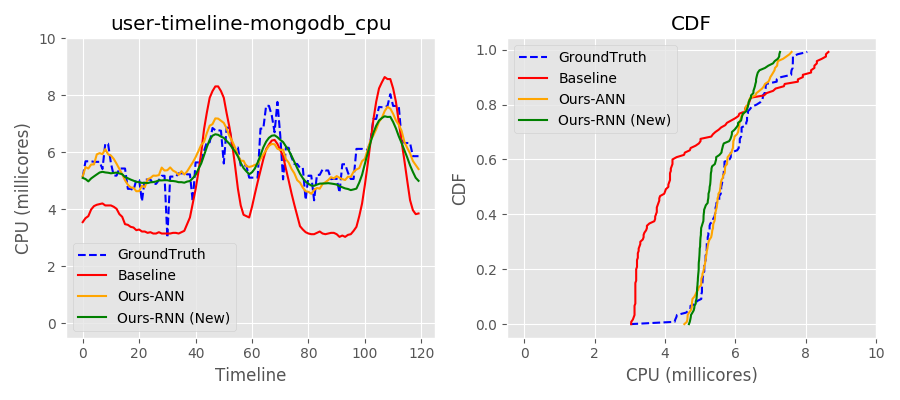 user-timeline-mongodb_cpu
CPU (millicores)
10
8
6
4
2
0
GroundTruth
Baseline
Ours-ANN
Ours-RNN (New)
0 20 40 60 80 100 120
Timeline
CDF
CDF
1.0
0.8
0.6
0.4
0.2
0.0
GroundTruth
Baseline
Ours-ANN
Ours-RNN (New)
0 2 4 6 8 10
CPU (millicores)